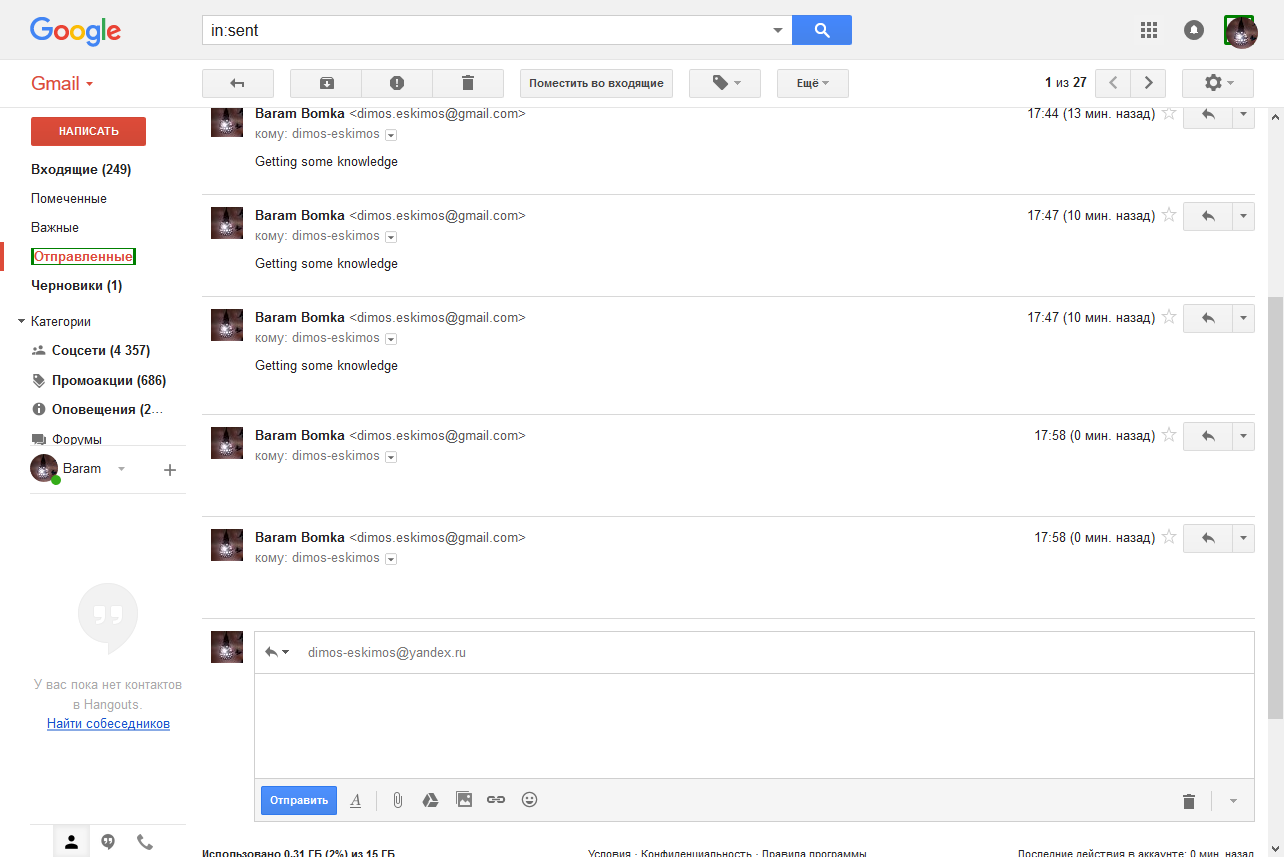 Google
in:sent
Gmail
Поместить во входящие
Ещё
1 из 27
НАПИСАТЬ
Входящие (249)
Помеченные
Важные
Отправленные
Черновики (1)
Категории
Соцсети (4 357)
Промоакции (686)
Оповещения (2…
Форумы
Baram
У вас пока нет контактов
в Hangouts.
Найти собеседников
Baram Bomka <dimos.eskimos@gmail.com> 17:44 (13 мин. назад)
кому: dimos-eskimos
Getting some knowledge
Baram Bomka <dimos.eskimos@gmail.com> 17:47 (10 мин. назад)
кому: dimos-eskimos
Getting some knowledge
Baram Bomka <dimos.eskimos@gmail.com> 17:47 (10 мин. назад)
кому: dimos-eskimos
Getting some knowledge
Baram Bomka <dimos.eskimos@gmail.com> 17:58 (0 мин. назад)
кому: dimos-eskimos
Baram Bomka <dimos.eskimos@gmail.com> 17:58 (0 мин. назад)
кому: dimos-eskimos
dimos-eskimos@yandex.ru
Отправить
Использовано 0,31 ГБ (2%) из 15 ГБ
Условия - Конфиденциальность - Правила программы
Последние действия в аккаунте: 0 мин. назад